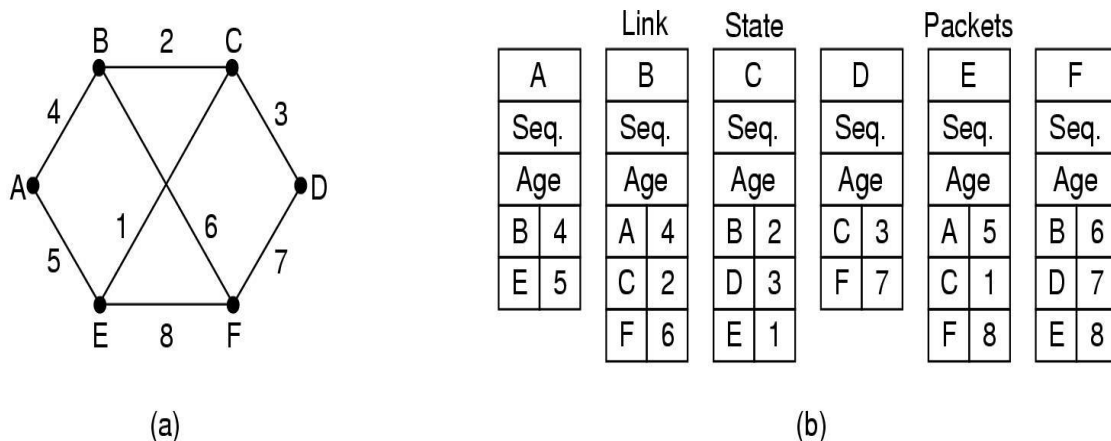 B 2 C
4 3
A D
1 6
5 7
E 8 F
(a)
Link State Packets
A B C D E F
Seq. Seq. Seq. Seq. Seq. Seq.
Age Age Age Age Age Age
B 4 A 4 B 2 C 3 A 5 B 6
E 5 C 2 D 3 F 7 C 1 D 7
F 6 E 1 F 8 E 8
(b)